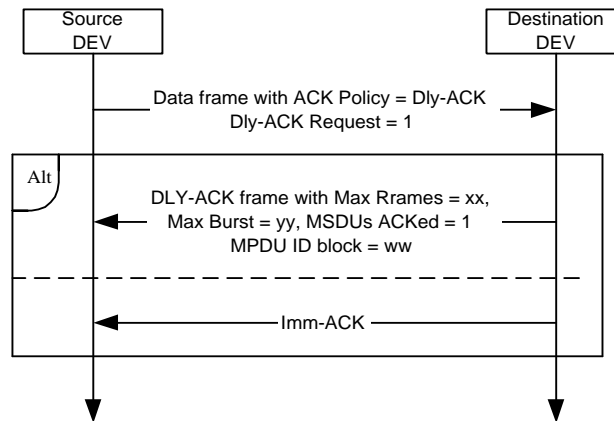 Source
DEV
Destination
DEV
Data frame with ACK Policy = Dly-ACK
Dly-ACK Request = 1
Alt
DLY-ACK frame with Max Rrames = xx,
Max Burst = yy, MSDUs ACKed = 1
MPDU ID block = ww
Imm-ACK